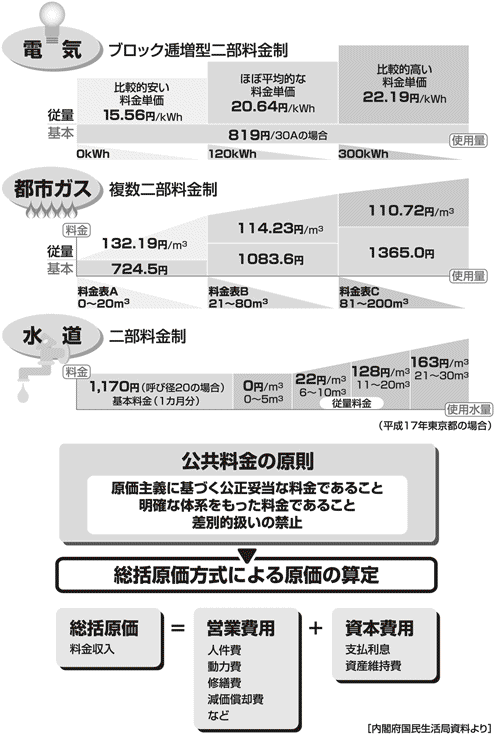 電気 ブロック逓増型二部料金制
比較的安い
料金単価
15.56円/kWh
ほぼ平均的な
料金単価
20.64円/kWh
比較的高い
料金単価
22.19円/kWh
従量
基本
819円/30Aの場合
使用量
0kWh 120kWh 300kWh
都市ガス 複数二部料金制
料金
従量
基本
132.19円/m³ 114.23円/m³ 110.72円/m³
724.5円 1083.6円 1365.0円
使用量
料金表A 料金表B 料金表C
0〜20m³ 21〜80m³ 81〜200m³
水道 二部料金制
料金
1,170円(呼び径20の場合)
基本料金(1カ月分)
0円/m³
0〜5m³
22円/m³
6〜10m³
128円/m³
11〜20m³
163円/m³
21〜30m³
従量料金
使用水量
(平成17年東京都の場合)
公共料金の原則
原価主義に基づく公正妥当な料金であること
明確な体系をもった料金であること
差別的扱いの禁止
総括原価方式による原価の算定
総括原価
料金収入
=
営業費用
人件費
動力費
修繕費
減価償却費
など
+
資本費用
支払利息
資産維持費
[内閣府国民生活局資料より]